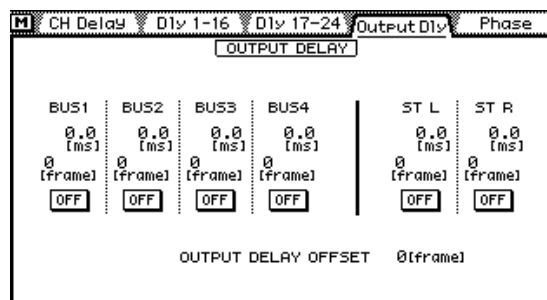 M CH Delay Dly 1-16 Dly 17-24 Output Dly Phase
OUTPUT DELAY
BUS1 BUS2 BUS3 BUS4 ST L ST R
0.0 0.0 0.0 0.0 0.0 0.0
[ms] [ms] [ms] [ms] [ms] [ms]
0 0 0 0 0 0
[frame] [frame] [frame] [frame] [frame] [frame]
OFF OFF OFF OFF OFF OFF
OUTPUT DELAY OFFSET 0[frame]